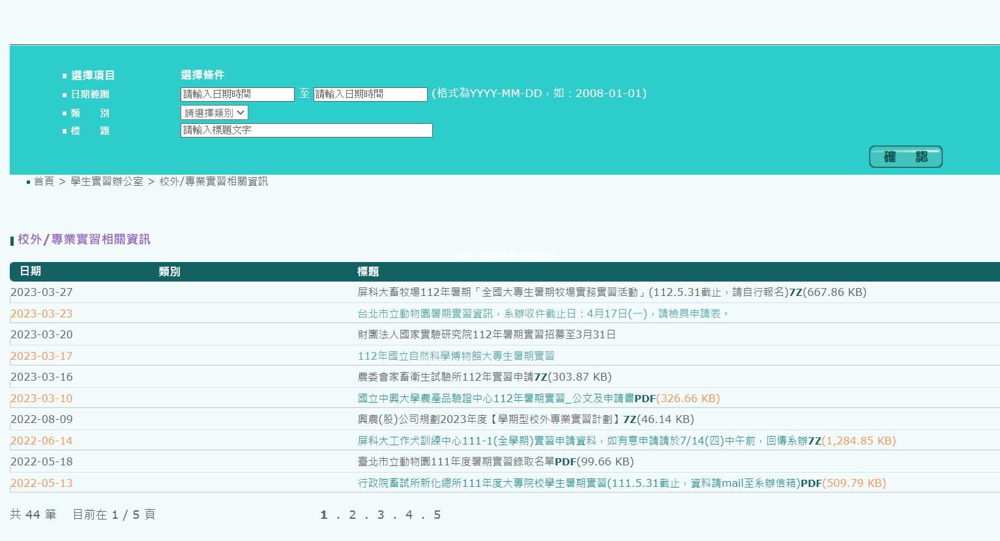 選擇項目 選擇條件
日期範圍 請輸入日期時間 至 請輸入日期時間 (格式為YYYY-MM-DD，如：2008-01-01)
類 別 請選擇類別
標 題 請輸入標題文字
確 認
首頁 > 學生實習辦公室 > 校外/專業實習相關資訊
校外/專業實習相關資訊
校外/專業實習相關資訊
日期 類別 標題
2023-03-27 屏科大畜牧場112年暑期「全國大專生暑期牧場實務實習活動」(112.5.31截止，請自行報名)7Z(667.86 KB)
2023-03-23 台北市立動物園暑期實習資訊，系辦收件截止日：4月17日(一)，請檢具申請表。
2023-03-20 財團法人國家實驗研究院112年暑期實習招募至3月31日
2023-03-17 112年國立自然科學博物館大專生暑期實習
2023-03-16 農委會家畜衛生試驗所112年實習申請7Z(303.87 KB)
2023-03-10 國立中興大學農產品驗證中心112年暑期實習_公文及申請書PDF(326.66 KB)
2022-08-09 興農(股)公司規劃2023年度【學期型校外專業實習計劃】7Z(46.14 KB)
2022-06-14 屏科大工作犬訓練中心111-1(全學期)實習申請資料，如有意申請請於7/14(四)中午前，回傳系辦7Z(1,284.85 KB)
2022-05-18 臺北市立動物園111年度暑期實習錄取名單PDF(99.66 KB)
2022-05-13 行政院畜試所新化總所111年度大專院校學生暑期實習(111.5.31截止，資料請mail至系辦信箱)PDF(509.79 KB)
共 44 筆 目前在 1 / 5 頁 1 . 2 . 3 . 4 . 5